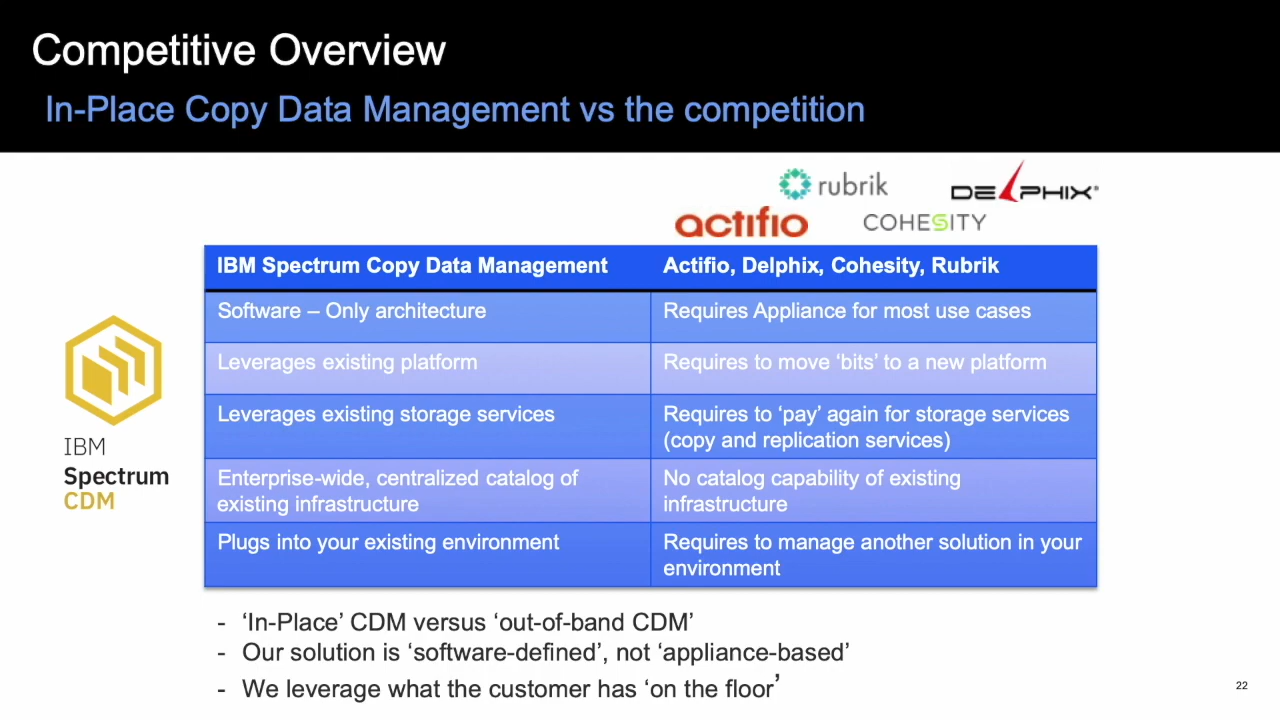 Competitive Overview
In-Place Copy Data Management vs the competition
rubrik
DELPHIX®
actifio
COHESITY
IBM Spectrum Copy Data Management
Actifio, Delphix, Cohesity, Rubrik
Software – Only architecture
Requires Appliance for most use cases
Leverages existing platform
Requires to move ‘bits’ to a new platform
Leverages existing storage services
Requires to ‘pay’ again for storage services
(copy and replication services)
Enterprise-wide, centralized catalog of
existing infrastructure
No catalog capability of existing
infrastructure
Plugs into your existing environment
Requires to manage another solution in your
environment
IBM
Spectrum
CDM
- ‘In-Place’ CDM versus ‘out-of-band CDM’
- Our solution is ‘software-defined’, not ‘appliance-based’
- We leverage what the customer has ‘on the floor’
22